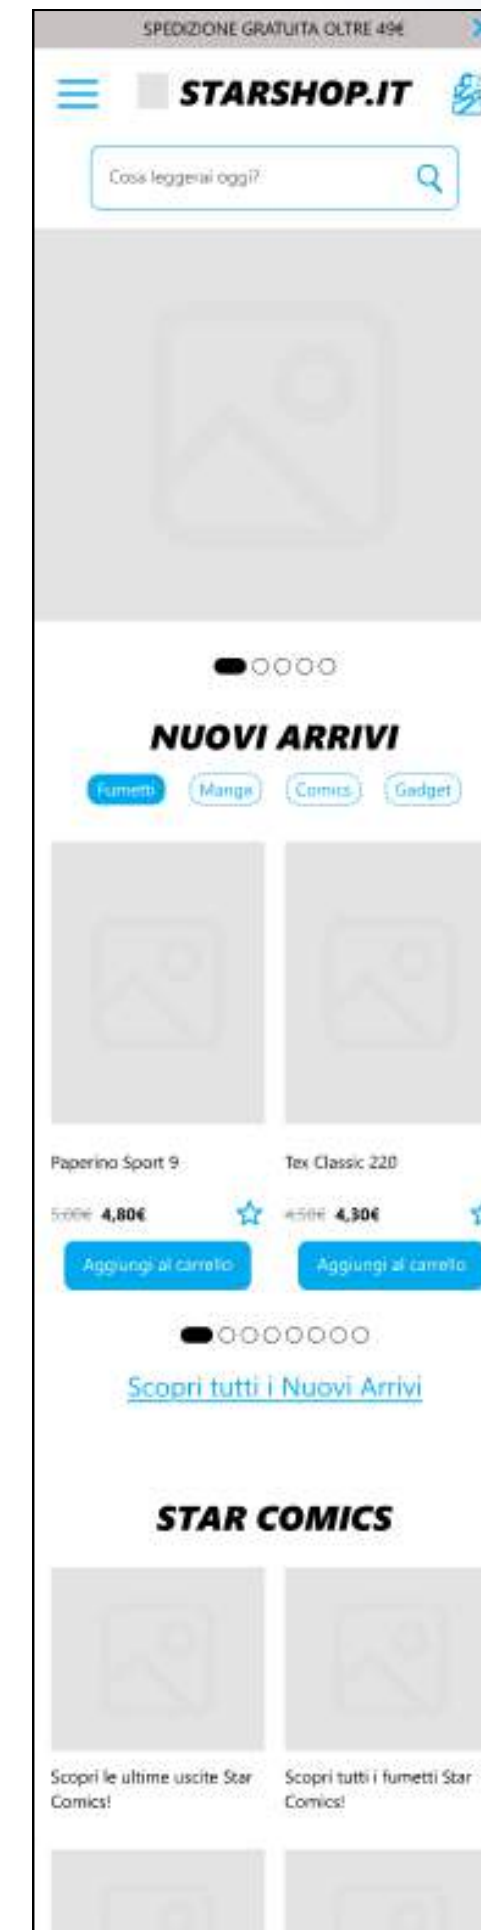 SPEDIZIONE GRATUITA OLTRE 49€
STARSHOP.IT
Cosa leggerai oggi?
NUOVI ARRIVI
Fumetti Manga Comics Gadget
Paperino Sport 9 Tex Classic 220
5.00€ 4,80€ 4.50€ 4,30€
Aggiungi al carrello Aggiungi al carrello
Scopri tutti i Nuovi Arrivi
STAR COMICS
Scopri le ultime uscite Star Scopri tutti i fumetti Star
Comics! Comics!